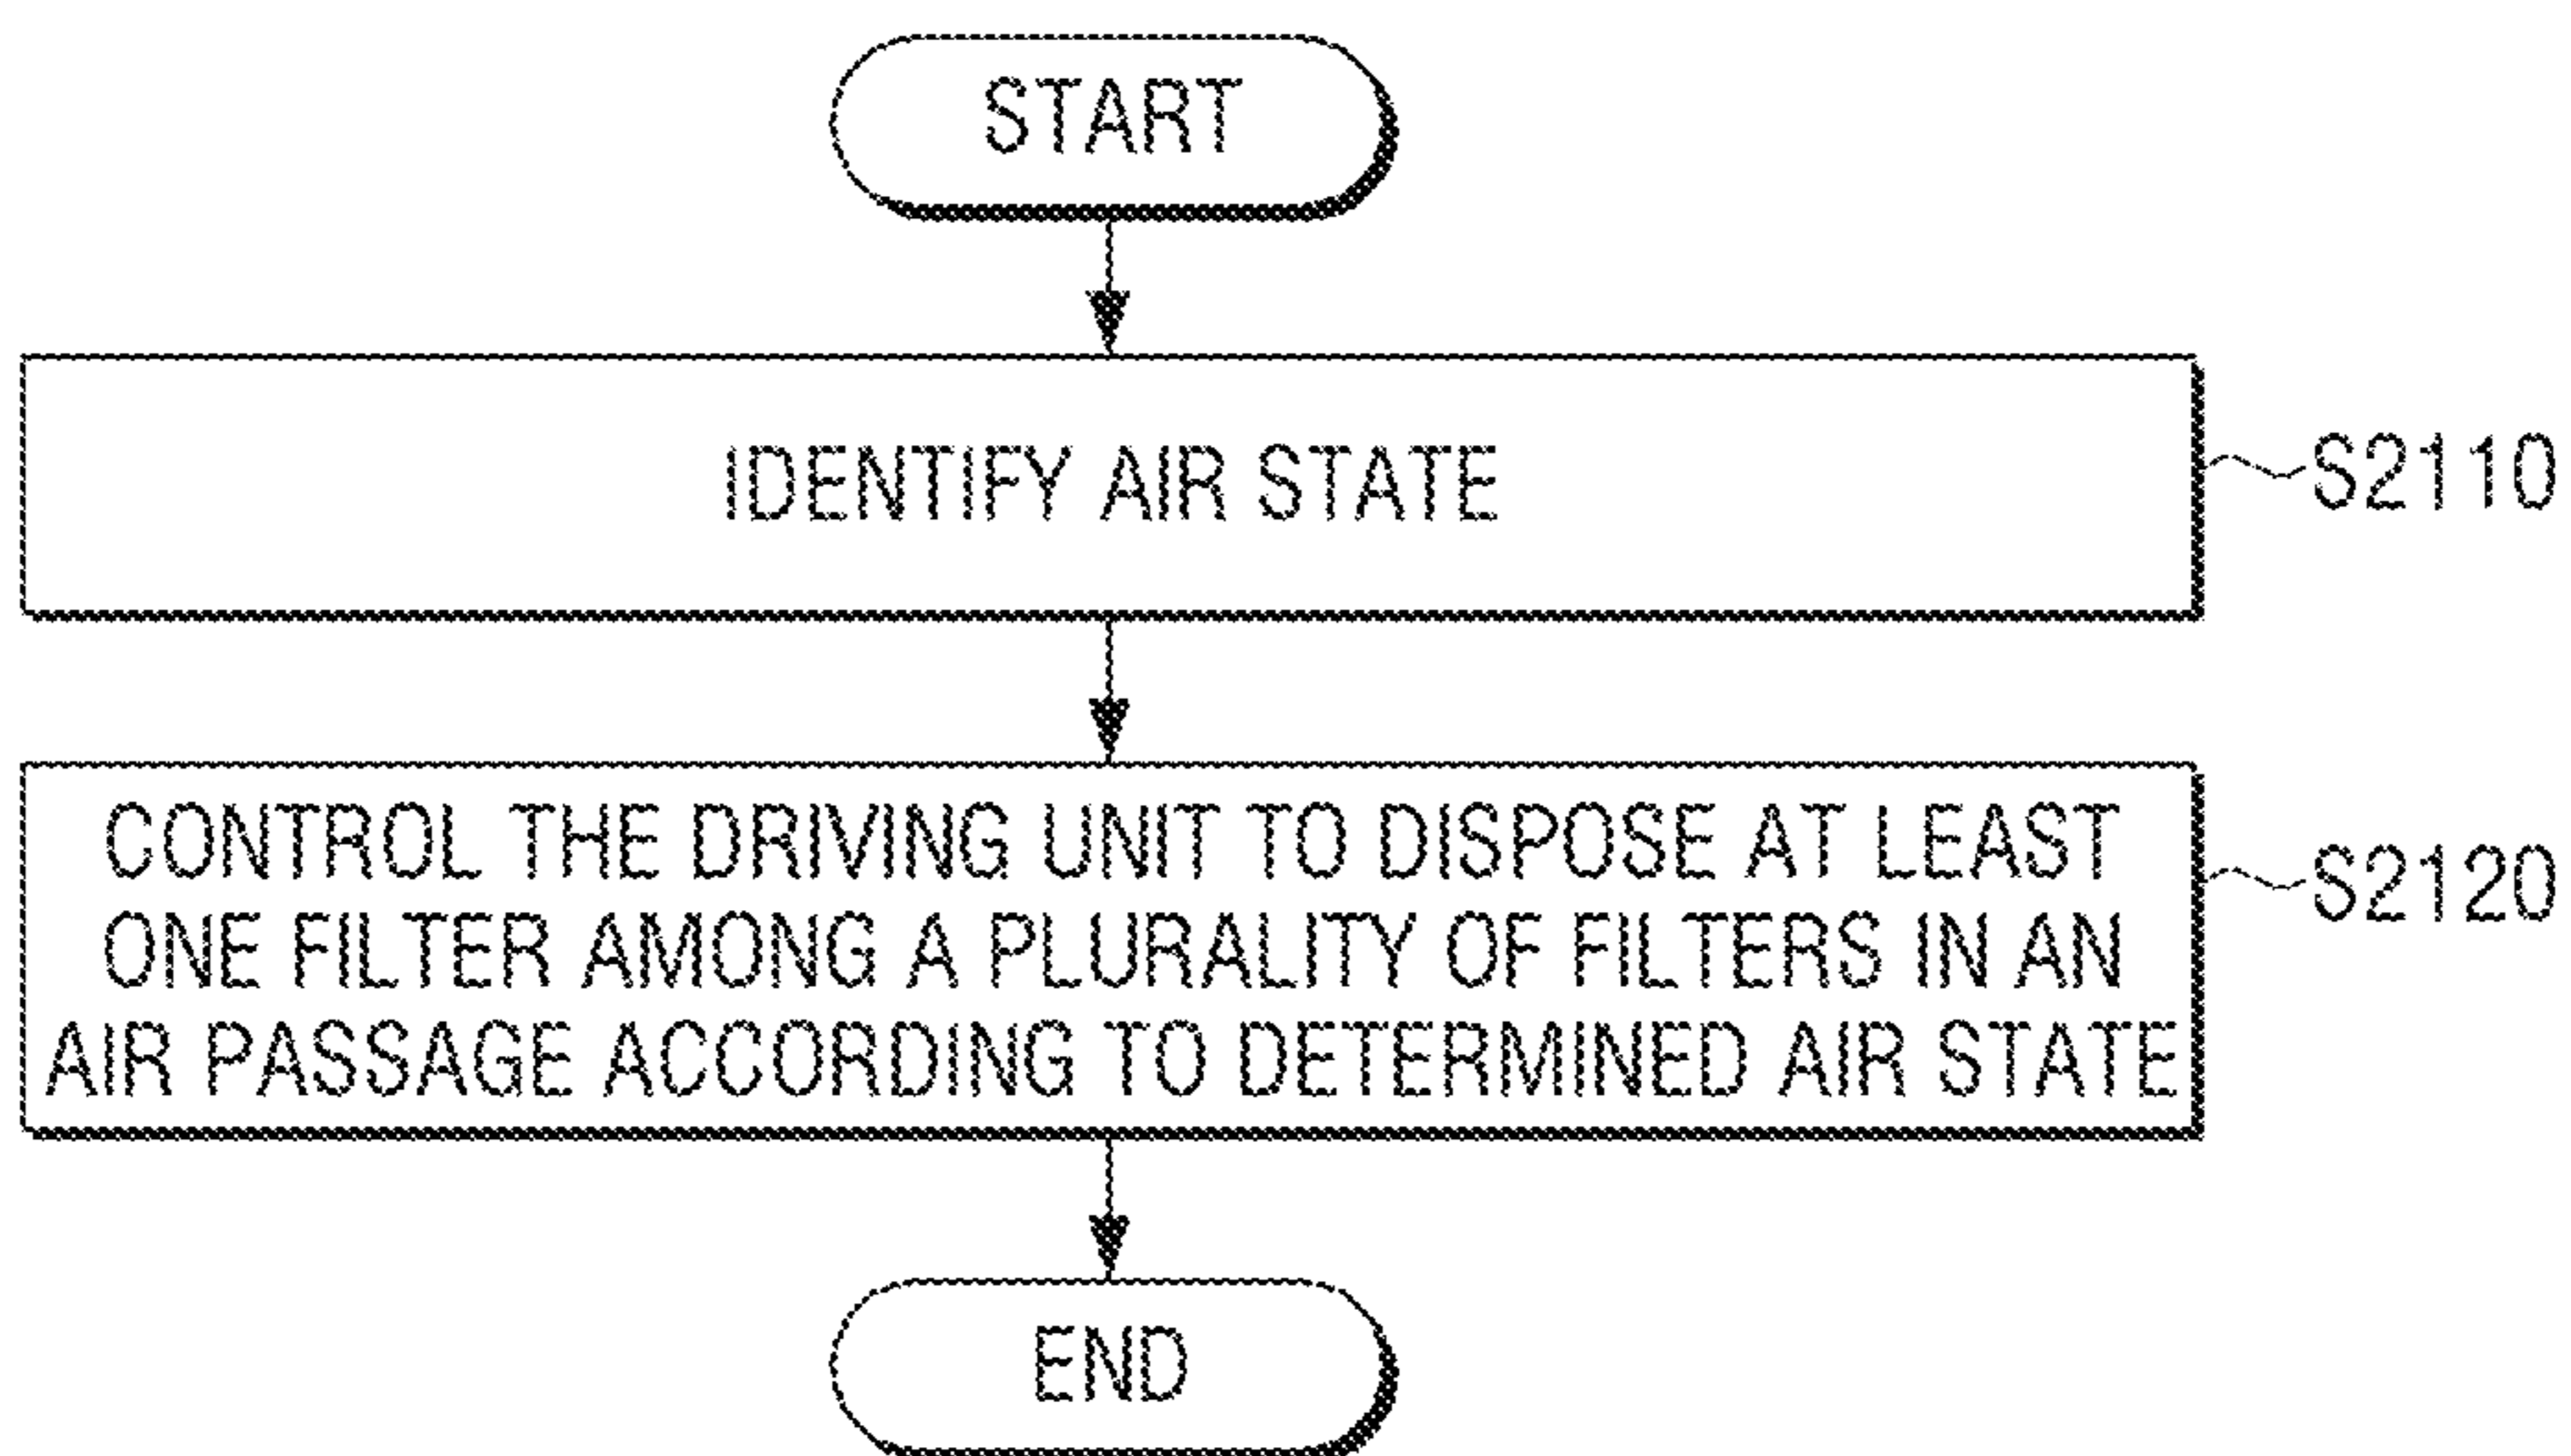 START
IDENTIFY AIR STATE
S2110
CONTROL THE DRIVING UNIT TO DISPOSE AT LEAST
ONE FILTER AMONG A PLURALITY OF FILTERS IN AN
AIR PASSAGE ACCORDING TO DETERMINED AIR STATE
S2120
END